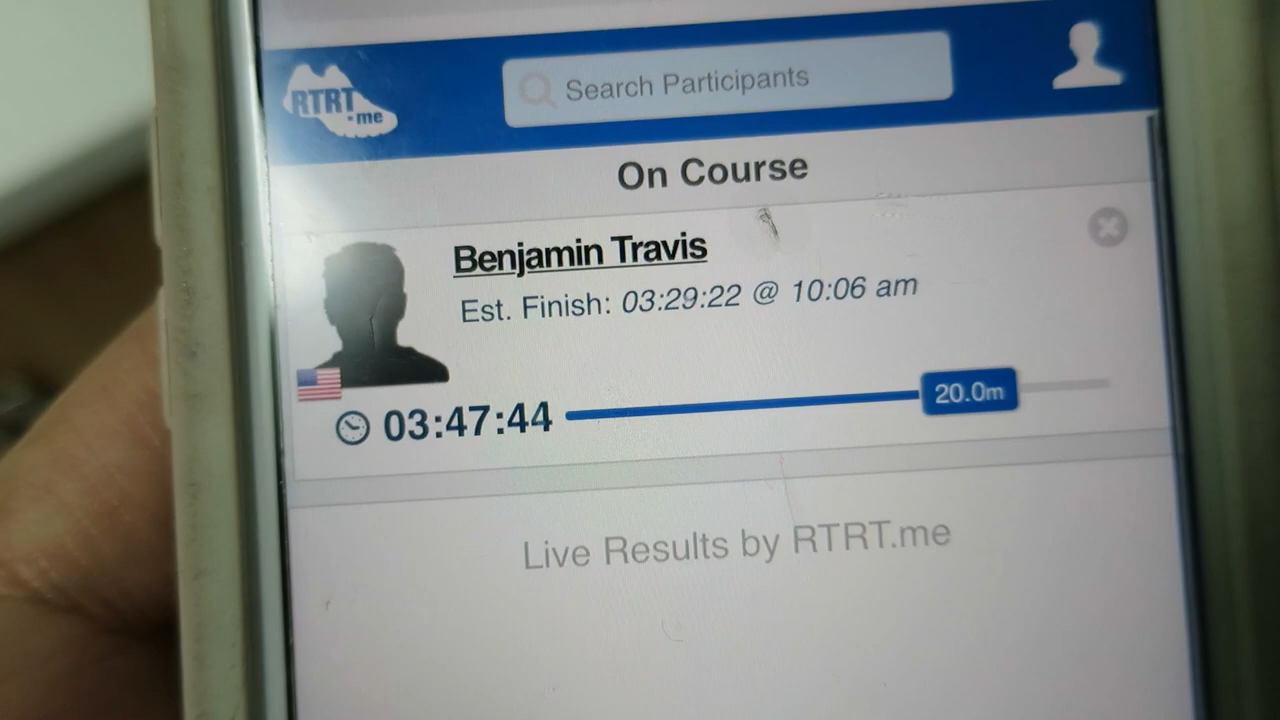 RTRT
.me
Search Participants
On Course
Benjamin Travis
Est. Finish: 03:29:22 @ 10:06 am
03:47:44
20.0m
Live Results by RTRT.me